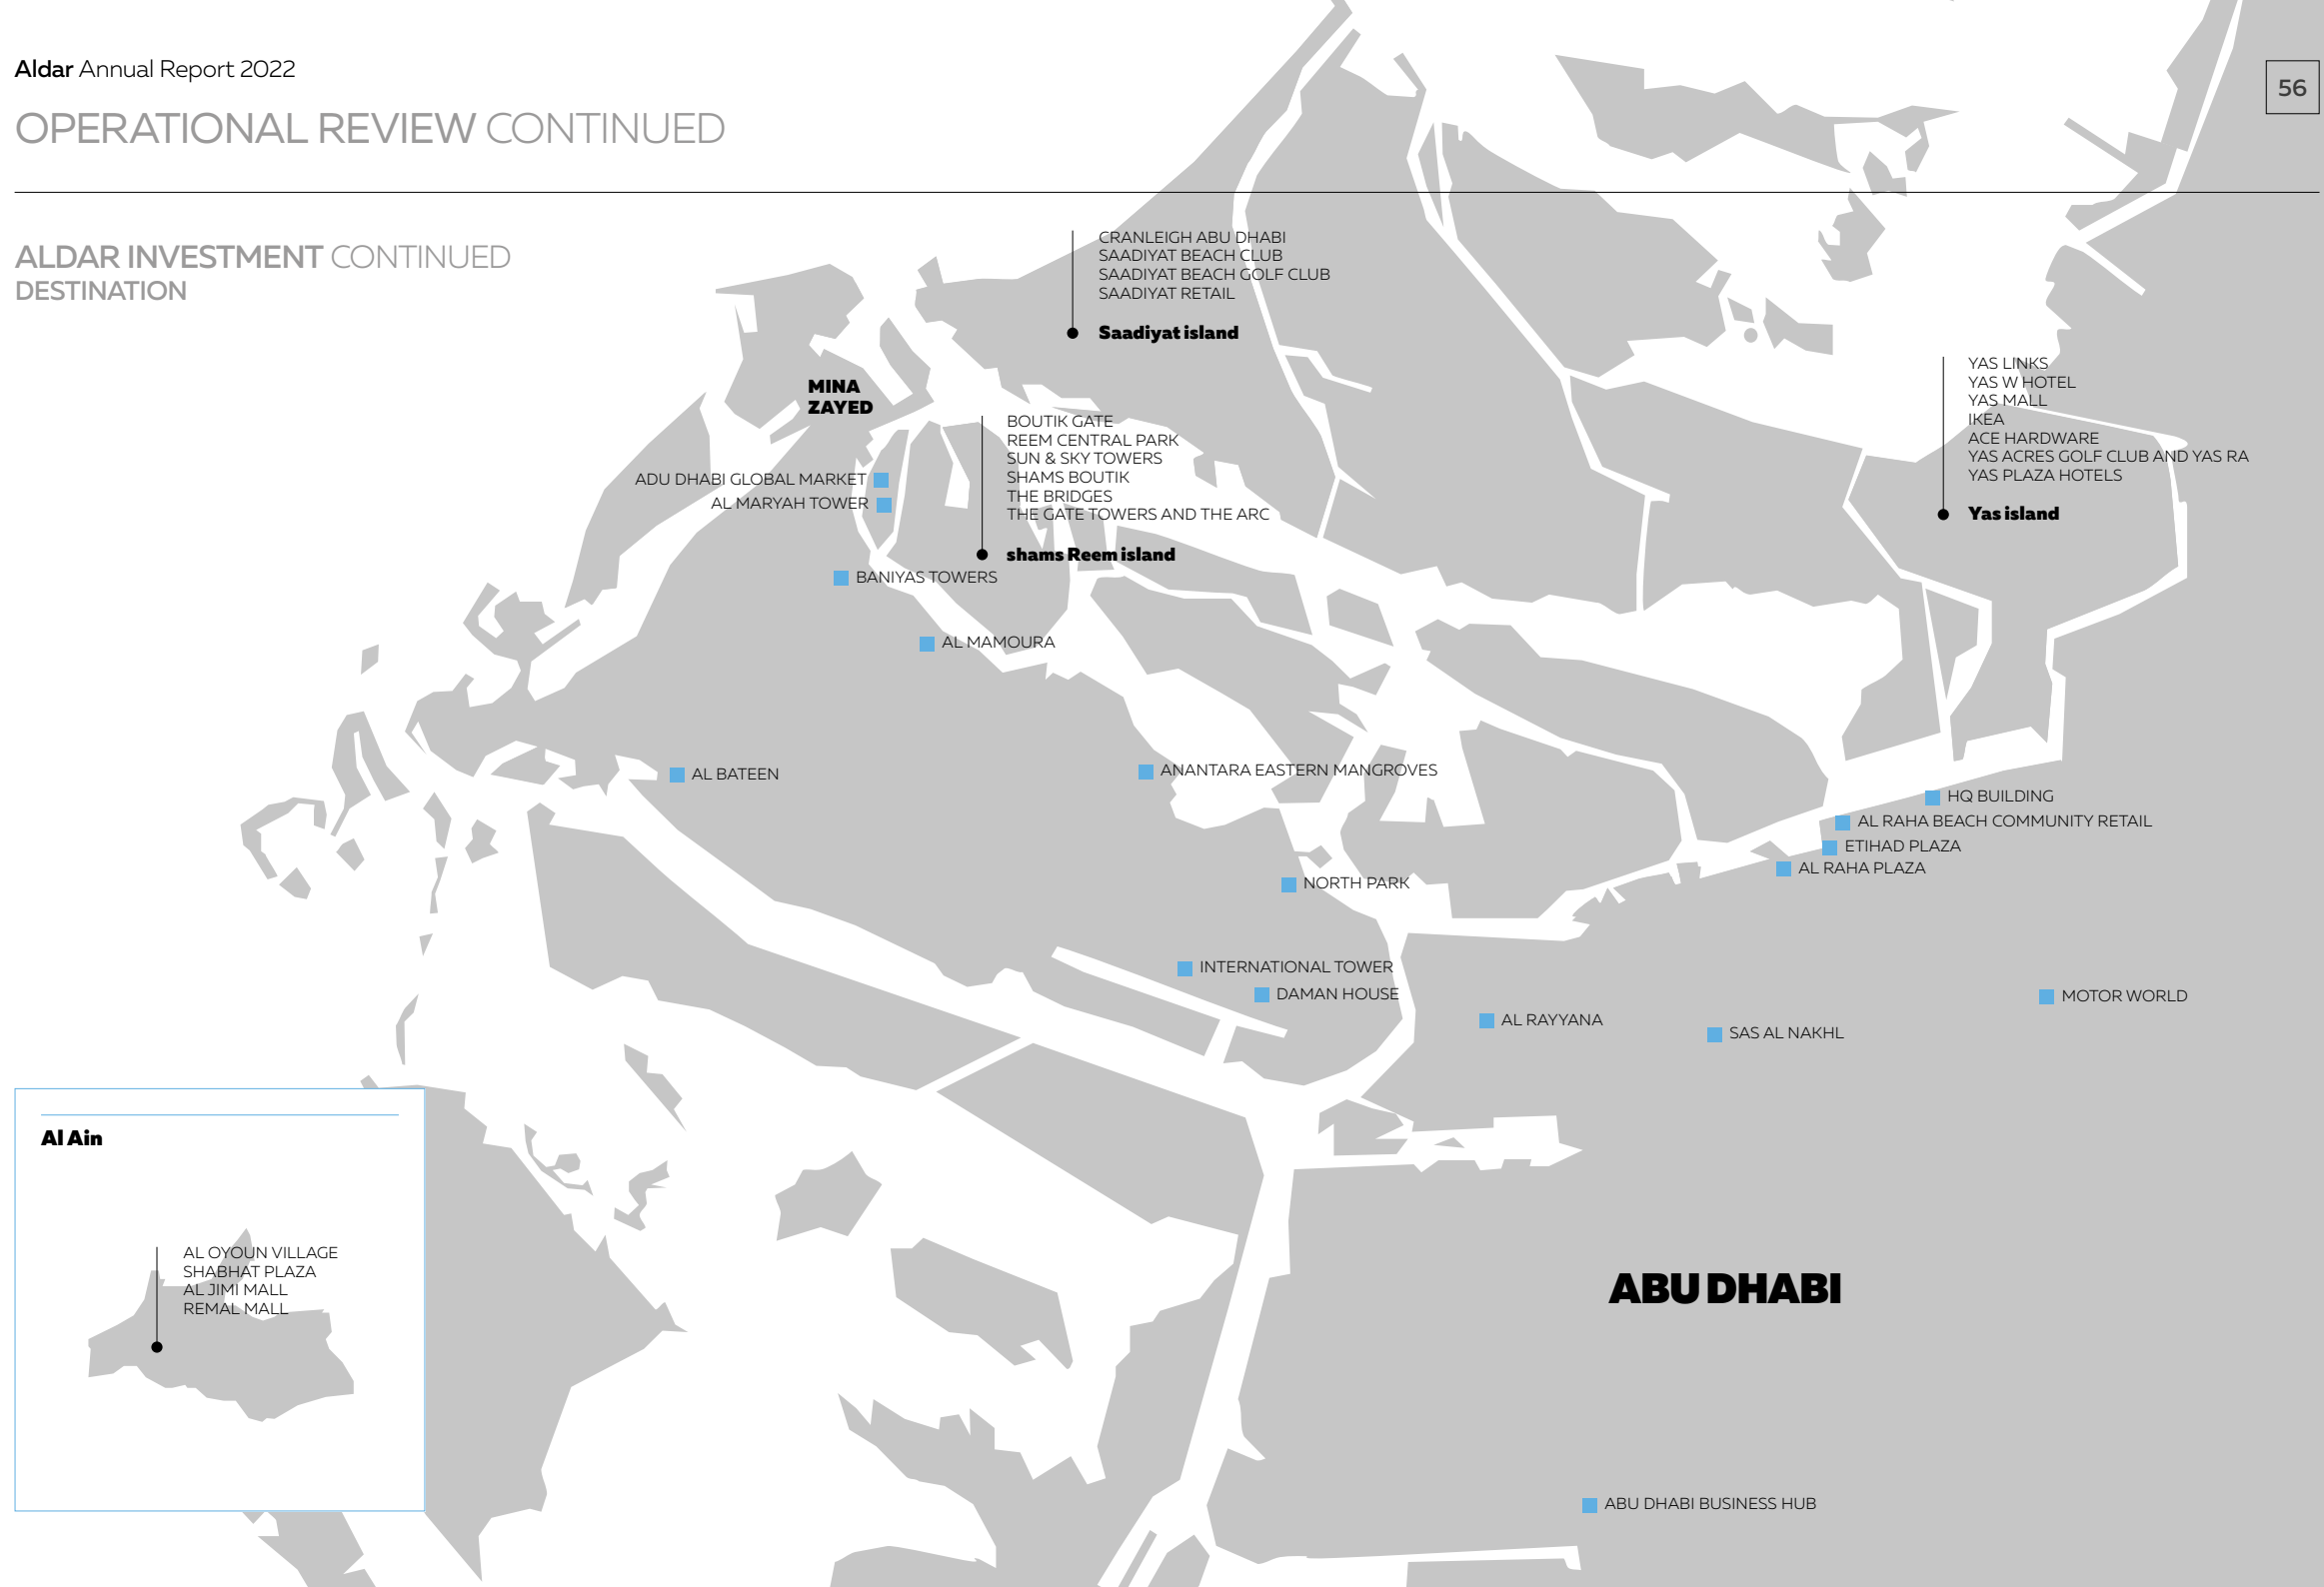 Aldar Annual Report 2022
56
OPERATIONAL REVIEW CONTINUED
ALDAR INVESTMENT CONTINUED
DESTINATION
CRANLEIGH ABU DHABI
SAADIYAT BEACH CLUB
SAADIYAT BEACH GOLF CLUB
SAADIYAT RETAIL
Saadiyat island
MINA
ZAYED
YAS LINKS
YAS W HOTEL
YAS MALL
IKEA
ACE HARDWARE
YAS ACRES GOLF CLUB AND YAS RA
YAS PLAZA HOTELS
Yas island
BOUTIK GATE
REEM CENTRAL PARK
SUN & SKY TOWERS
SHAMS BOUTIK
THE BRIDGES
THE GATE TOWERS AND THE ARC
shams Reem island
ADU DHABI GLOBAL MARKET
AL MARYAH TOWER
BANIYAS TOWERS
AL MAMOURA
AL BATEEN
ANANTARA EASTERN MANGROVES
HQ BUILDING
AL RAHA BEACH COMMUNITY RETAIL
ETIHAD PLAZA
AL RAHA PLAZA
NORTH PARK
INTERNATIONAL TOWER
DAMAN HOUSE
MOTOR WORLD
AL RAYYANA
SAS AL NAKHL
Al Ain
AL OYOUN VILLAGE
SHABHAT PLAZA
AL JIMI MALL
REMAL MALL
ABU DHABI
ABU DHABI BUSINESS HUB